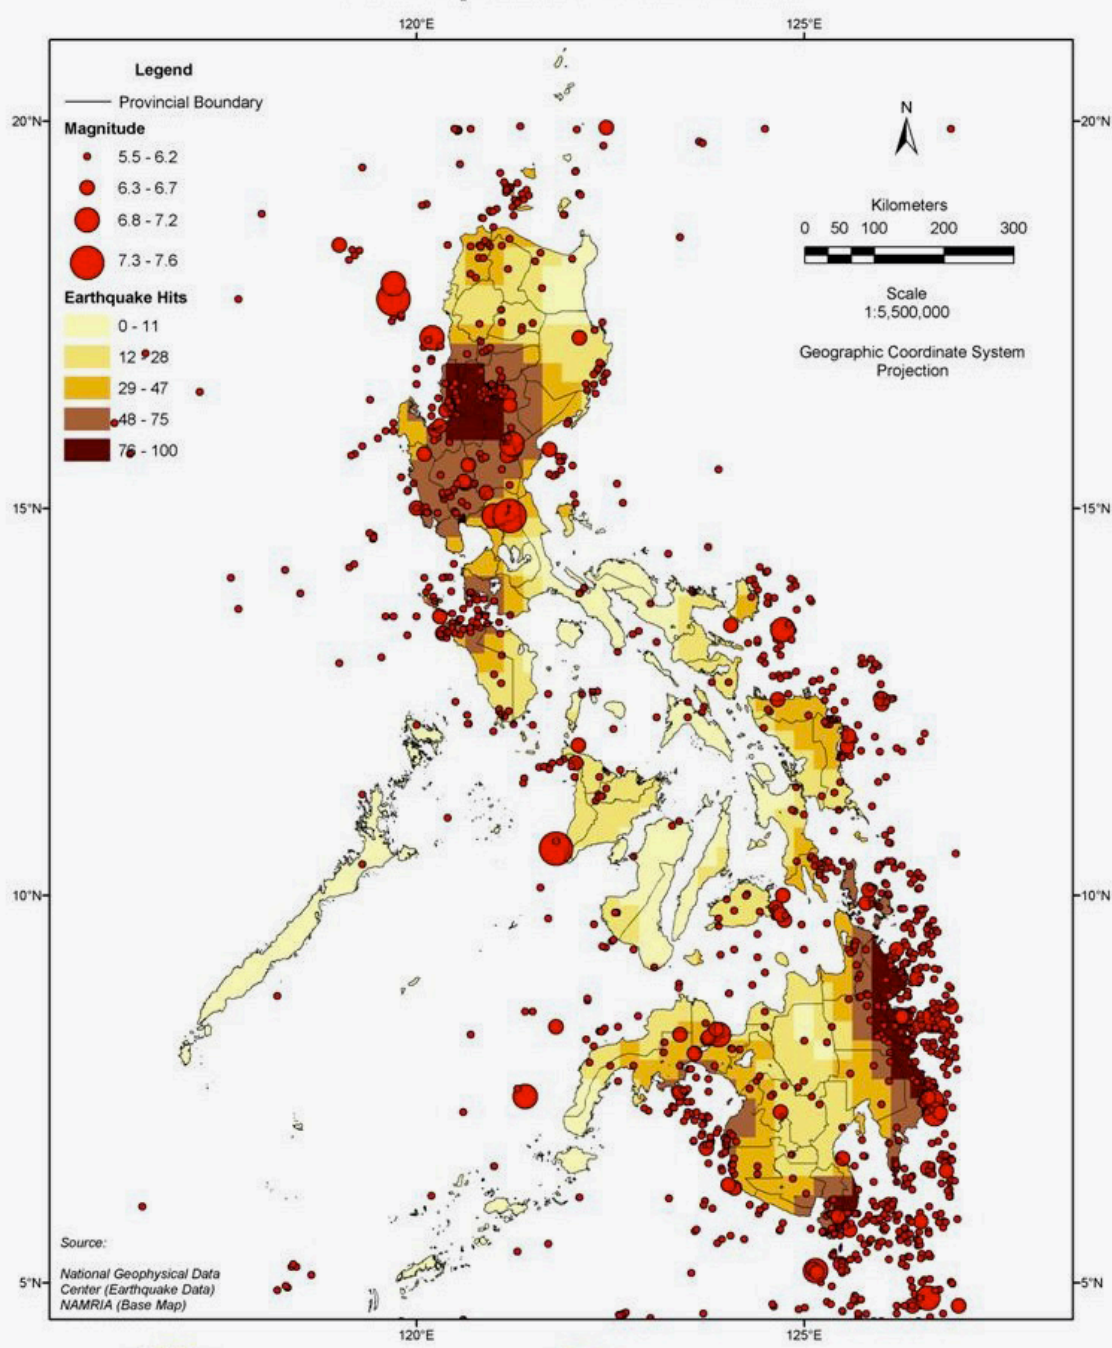 120°E 125°E
Legend
Provincial Boundary
Magnitude
5.5 - 6.2
6.3 - 6.7
6.8 - 7.2
7.3 - 7.6
Earthquake Hits
0 - 11
12 - 28
29 - 47
48 - 75
76 - 100
N
Kilometers
0 50 100 200 300
Scale
1:5,500,000
Geographic Coordinate System
Projection
20°N 20°N
15°N 15°N
10°N 10°N
5°N 5°N
Source:
National Geophysical Data
Center (Earthquake Data)
NAMRIA (Base Map)
120°E 125°E